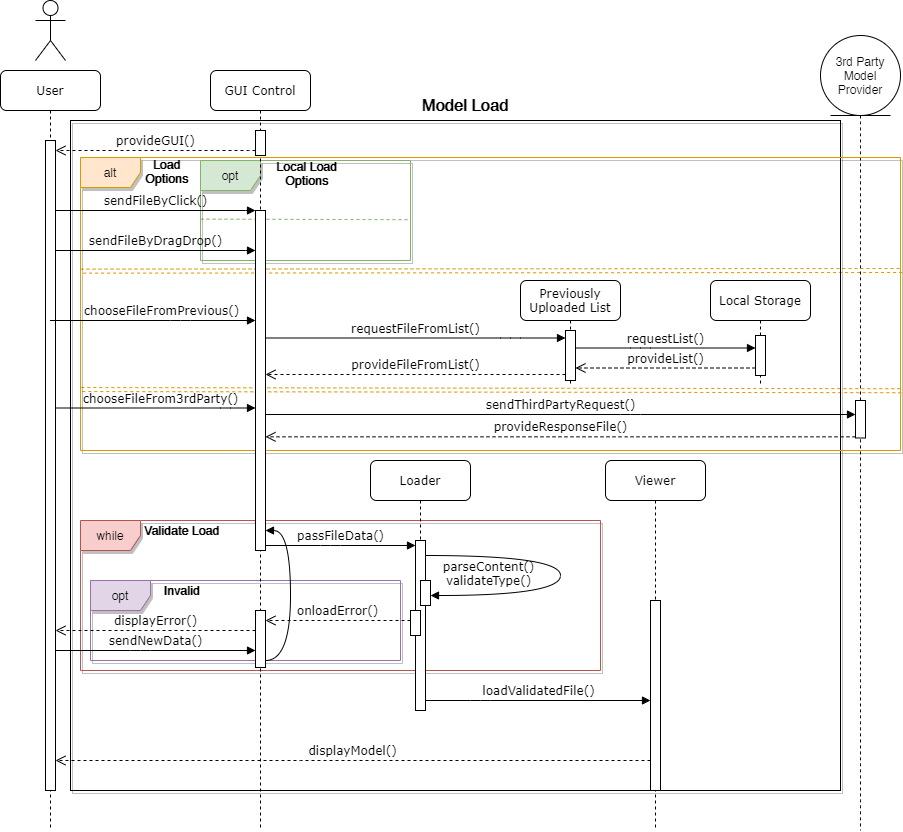 3rd Party
Model
Provider
User
GUI Control
Model Load
provideGUI()
alt
Load
Options
opt
Local Load
Options
sendFileByClick()
sendFileByDragDrop()
Previously
Uploaded List
Local Storage
chooseFileFromPrevious()
requestFileFromList()
requestList()
provideList()
provideFileFromList()
chooseFileFrom3rdParty()
sendThirdPartyRequest()
provideResponseFile()
Loader
Viewer
while
Validate Load
passFileData()
parseContent()
validateType()
opt
Invalid
onloadError()
displayError()
sendNewData()
loadValidatedFile()
displayModel()